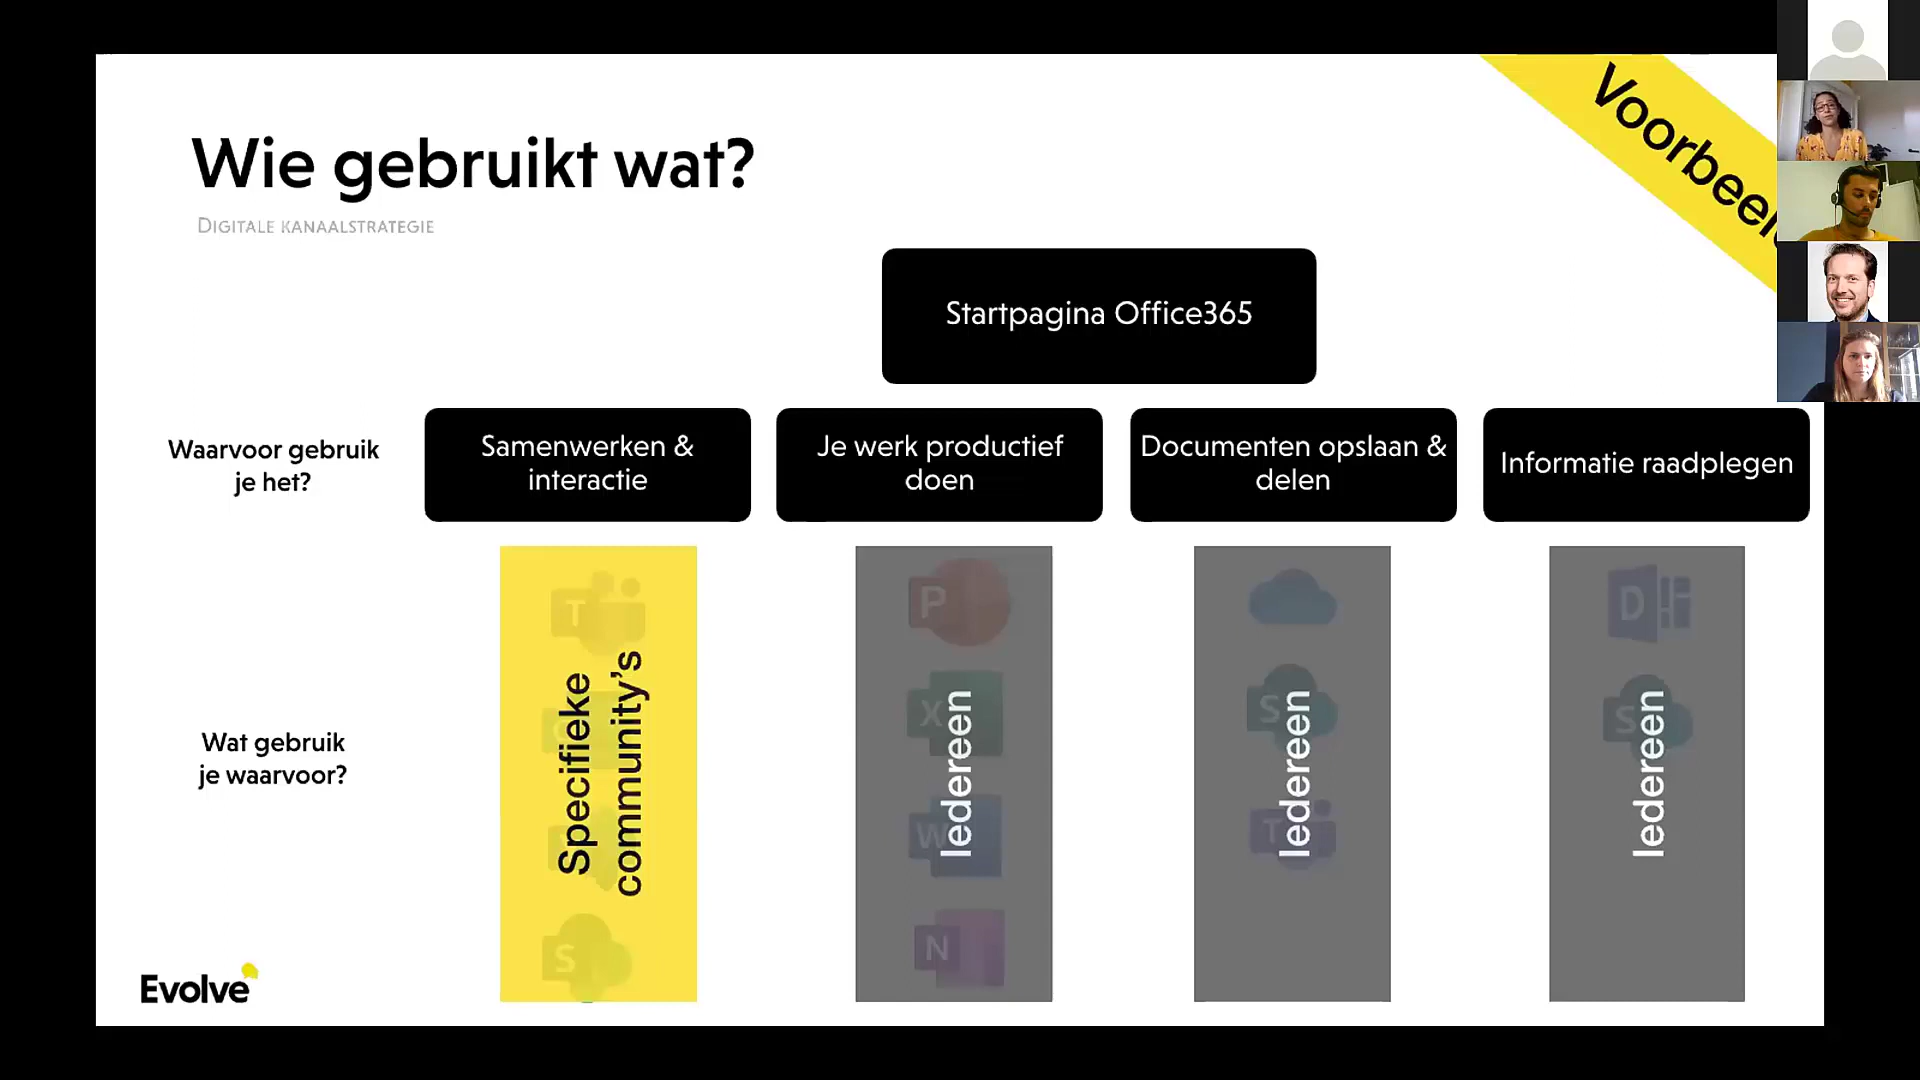 Wie gebruikt wat?
DIGITALE KANAALSTRATEGIE
Voorbeel
Startpagina Office365
Waarvoor gebruik
je het?
Samenwerken &
interactie
Je werk productief
doen
Documenten opslaan &
delen
Informatie raadplegen
Wat gebruik
je waarvoor?
T
Specifieke
community's
S
P
X
W
N
Iedereen
S
T
Iedereen
D
S
Iedereen
Evolve